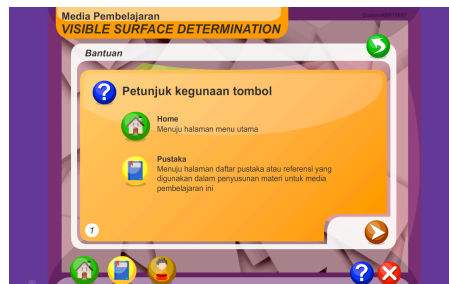 Media Pembelajaran
VISIBLE SURFACE DETERMINATION
Bantuan
Petunjuk kegunaan tombol
Home
Menuju halaman menu utama
Pustaka
Menuju halaman daftar pustaka atau referensi yang
digunakan dalam penyusunan materi untuk media
pembelajaran ini
1